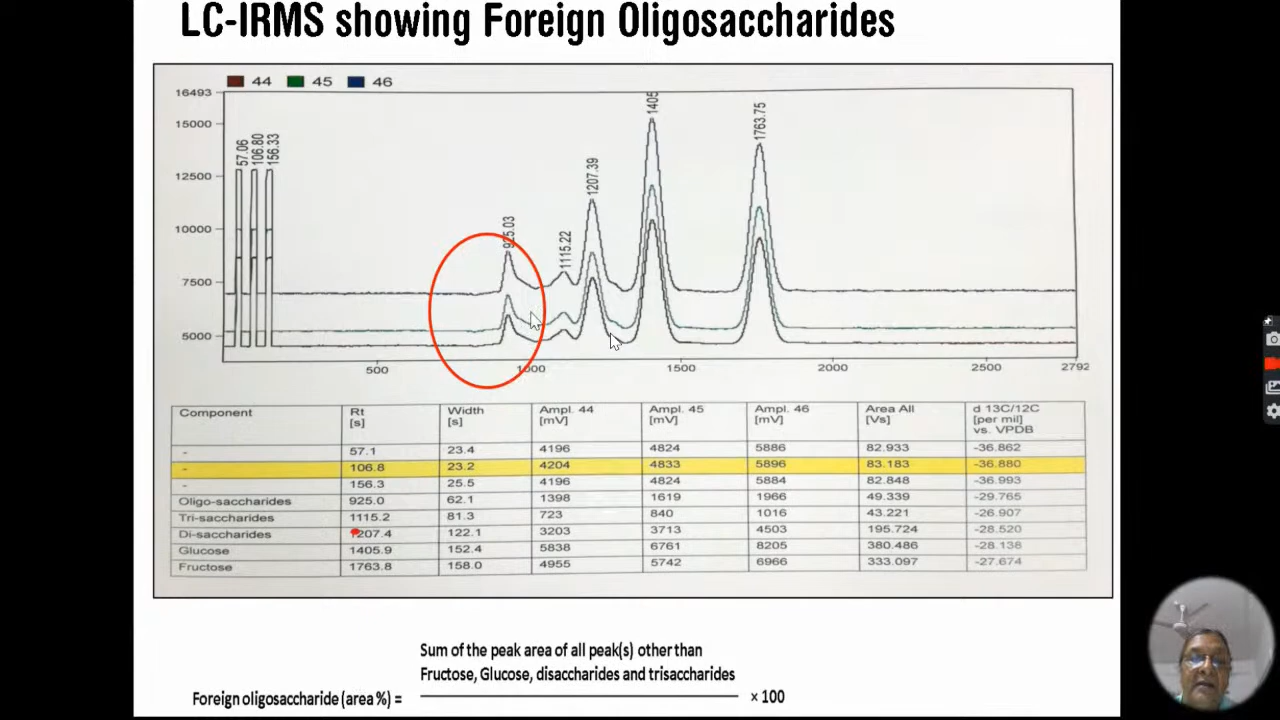 LC-IRMS showing Foreign Oligosaccharides
44 45 46
16493
15000
12500
10000
7500
5000
57.06
106.80
156.33
925.03
1115.22
1207.39
1405
1763.75
500 1000 1500 2000 2500 2792
Component Rt [s] Width [s] Ampl. 44 [mV] Ampl. 45 [mV] Ampl. 46 [mV] Area All [Vs] d 13C/12C [per mil] vs. VPDB
- 57.1 23.4 4196 4824 5886 82.933 -36.862
- 106.8 23.2 4204 4833 5896 83.183 -36.880
- 156.3 25.5 4196 4824 5884 82.848 -36.993
Oligo-saccharides 925.0 62.1 1398 1619 1966 49.339 -29.765
Tri-saccharides 1115.2 81.3 723 840 1016 43.221 -26.907
Di-saccharides 1207.4 122.1 3203 3713 4503 195.724 -28.520
Glucose 1405.9 152.4 5838 6761 8205 380.486 -28.138
Fructose 1763.8 158.0 4955 5742 6966 333.097 -27.674
Sum of the peak area of all peak(s) other than
Fructose, Glucose, disaccharides and trisaccharides
Foreign oligosaccharide (area %) = × 100